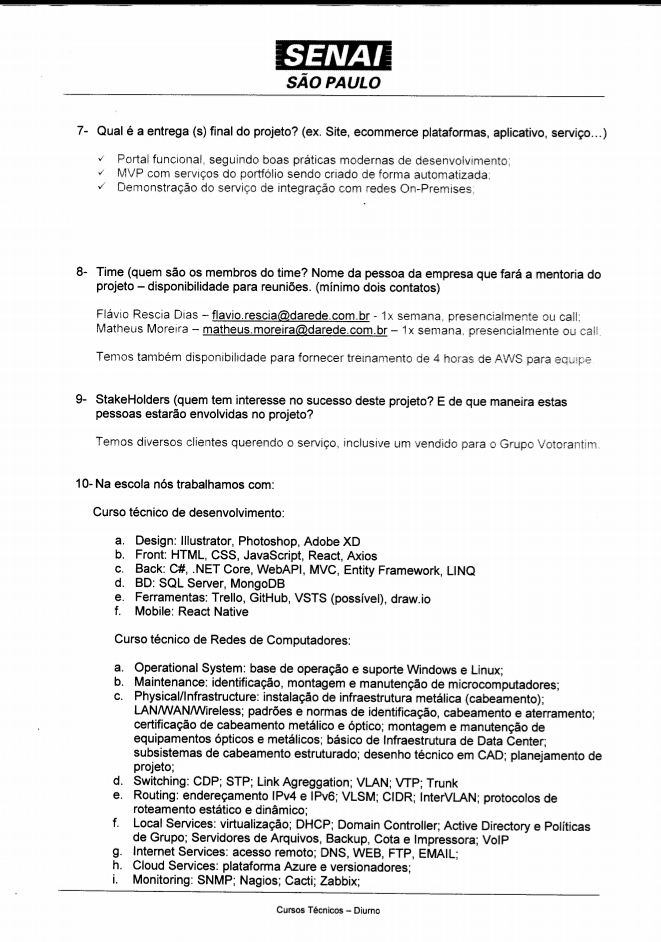 SENAI
SÃO PAULO
7- Qual é a entrega (s) final do projeto? (ex. Site, ecommerce plataformas, aplicativo, serviço...)
✓ Portal funcional, seguindo boas práticas modernas de desenvolvimento;
✓ MVP com serviços do portfólio sendo criado de forma automatizada;
✓ Demonstração do serviço de integração com redes On-Premises;
8- Time (quem são os membros do time? Nome da pessoa da empresa que fará a mentoria do
projeto – disponibilidade para reuniões. (mínimo dois contatos)
Flávio Rescia Dias – flavio.rescia@darede.com.br - 1x semana, presencialmente ou call;
Matheus Moreira – matheus.moreira@darede.com.br – 1x semana, presencialmente ou call.
Temos também disponibilidade para fornecer treinamento de 4 horas de AWS para equipe.
9- StakeHolders (quem tem interesse no sucesso deste projeto? E de que maneira estas
pessoas estarão envolvidas no projeto?
Temos diversos clientes querendo o serviço, inclusive um vendido para o Grupo Votorantim.
10- Na escola nós trabalhamos com:
Curso técnico de desenvolvimento:
a. Design: Illustrator, Photoshop, Adobe XD
b. Front: HTML, CSS, JavaScript, React, Axios
c. Back: C#, .NET Core, WebAPI, MVC, Entity Framework, LINQ
d. BD: SQL Server, MongoDB
e. Ferramentas: Trello, GitHub, VSTS (possível), draw.io
f. Mobile: React Native
Curso técnico de Redes de Computadores:
a. Operational System: base de operação e suporte Windows e Linux;
b. Maintenance: identificação, montagem e manutenção de microcomputadores;
c. Physical/Infrastructure: instalação de infraestrutura metálica (cabeamento);
LAN/WAN/Wireless; padrões e normas de identificação, cabeamento e aterramento;
certificação de cabeamento metálico e óptico; montagem e manutenção de
equipamentos ópticos e metálicos; básico de Infraestrutura de Data Center;
subsistemas de cabeamento estruturado; desenho técnico em CAD; planejamento de
projeto;
d. Switching: CDP; STP; Link Agreggation; VLAN; VTP; Trunk
e. Routing: endereçamento IPv4 e IPv6; VLSM; CIDR; InterVLAN; protocolos de
roteamento estático e dinâmico;
f. Local Services: virtualização; DHCP; Domain Controller; Active Directory e Políticas
de Grupo; Servidores de Arquivos, Backup, Cota e Impressora; VoIP
g. Internet Services: acesso remoto; DNS, WEB, FTP, EMAIL;
h. Cloud Services: plataforma Azure e versionadores;
i. Monitoring: SNMP; Nagios; Cacti; Zabbix;
Cursos Técnicos – Diurno